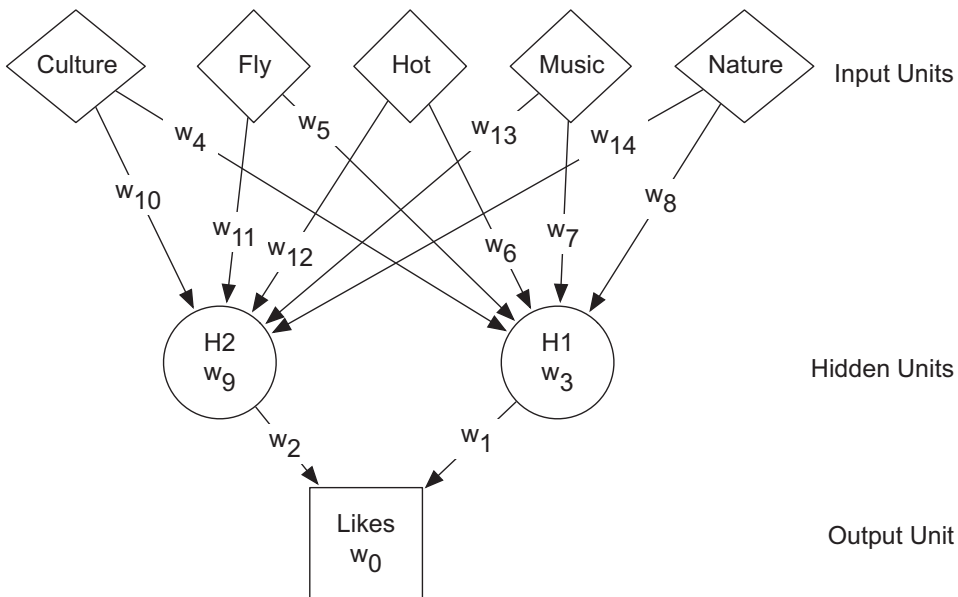 Culture
Fly
Hot
Music
Nature
Input Units
w4
w5
w13
w14
w10
w11
w12
w6
w7
w8
H2
w9
H1
w3
Hidden Units
w2
w1
Likes
w0
Output Unit